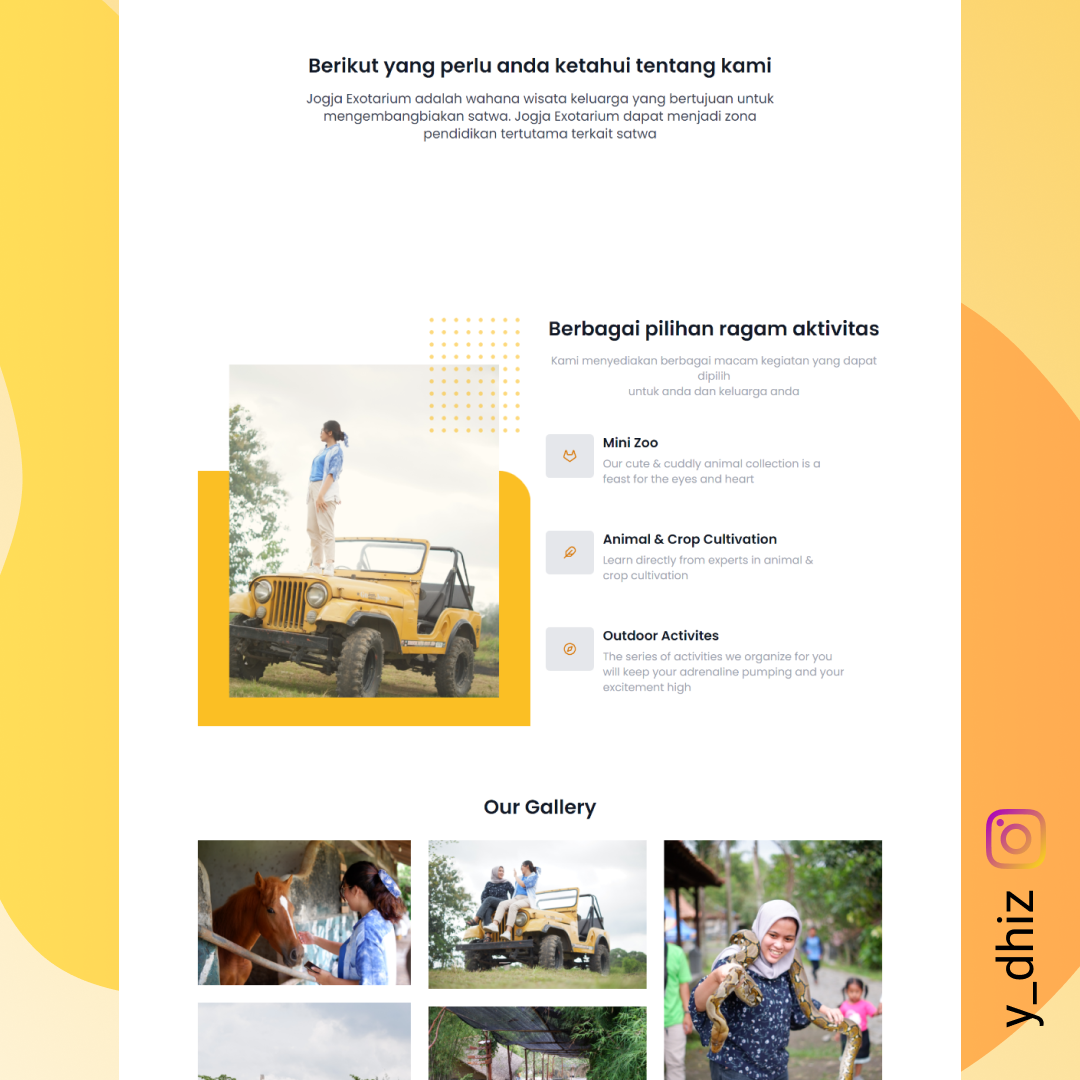 Berikut yang perlu anda ketahui tentang kami
Jogja Exotarium adalah wahana wisata keluarga yang bertujuan untuk
mengembangbiakan satwa. Jogja Exotarium dapat menjadi zona
pendidikan tertutama terkait satwa
Berbagai pilihan ragam aktivitas
Kami menyediakan berbagai macam kegiatan yang dapat
dipilih
untuk anda dan keluarga anda
Mini Zoo
Our cute & cuddly animal collection is a
feast for the eyes and heart
Animal & Crop Cultivation
Learn directly from experts in animal &
crop cultivation
Outdoor Activites
The series of activities we organize for you
will keep your adrenaline pumping and your
excitement high
Our Gallery
y_dhiz